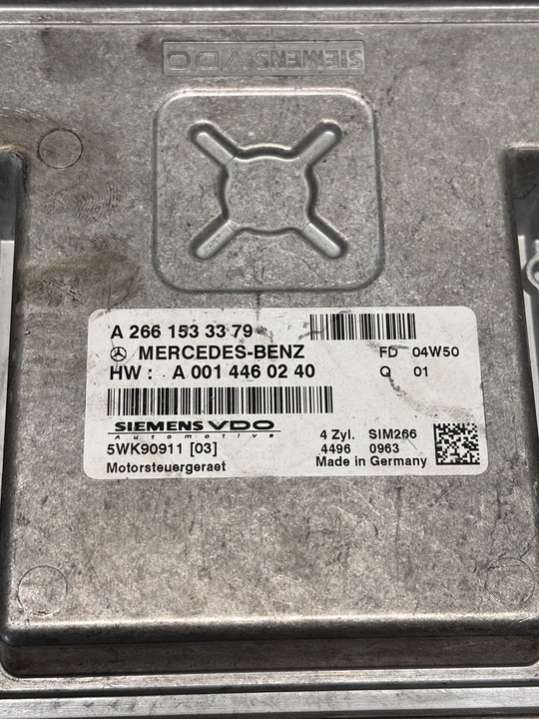 SIEMENS VDO
A 266 153 33 79
MERCEDES-BENZ
FD 04W50
HW : A 001 446 02 40
Q 01
SIEMENS VDO
Automotive
4 Zyl. SIM266
5WK90911 [03]
4496 0963
Motorsteuergeraet
Made in Germany